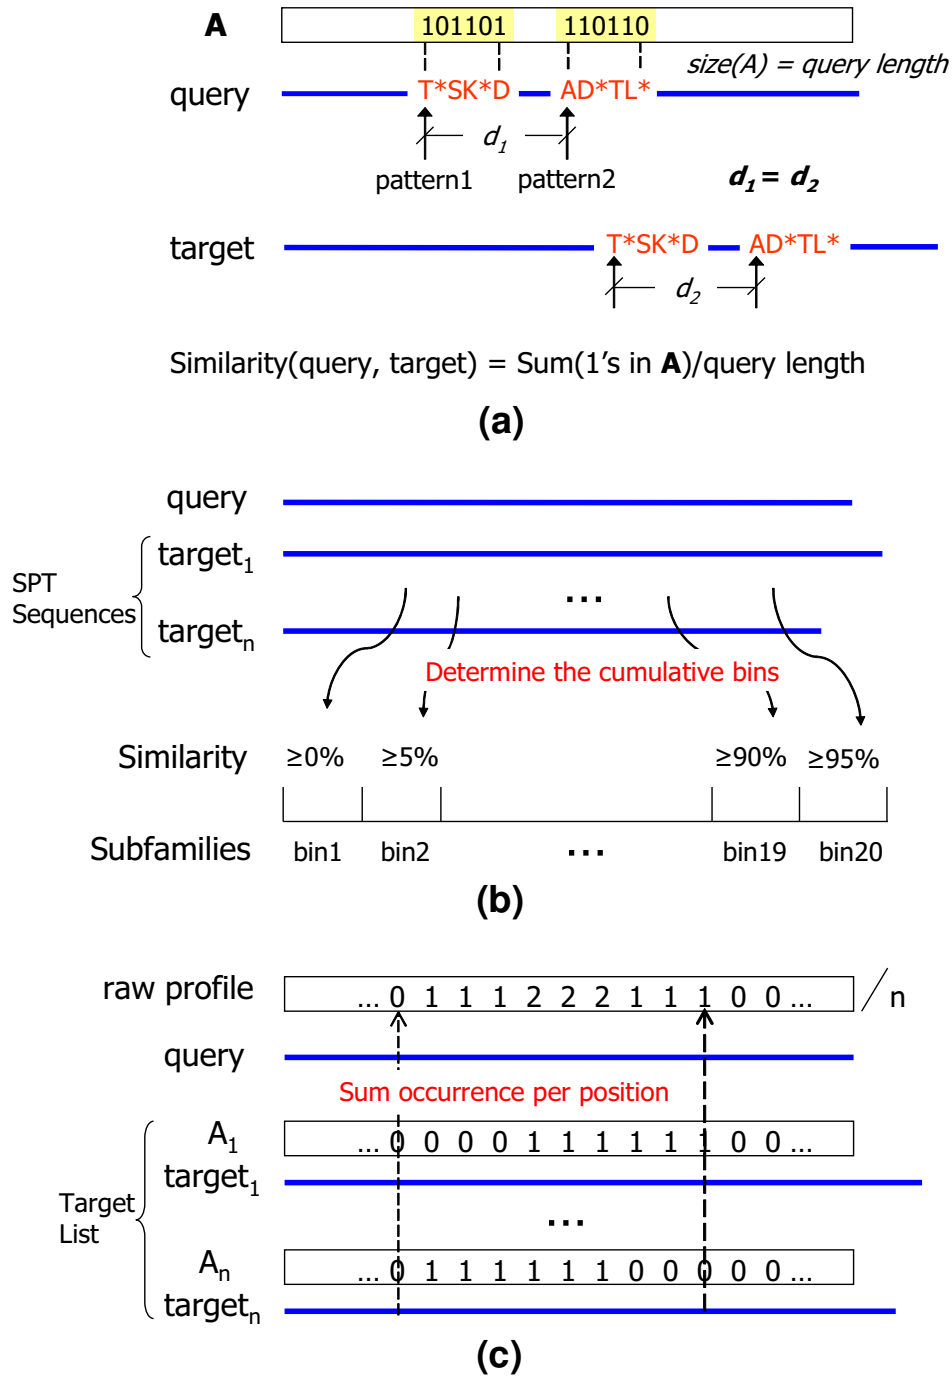 A 101101 110110
size(A) = query length
query T*SK*D AD*TL*
d1
pattern1 pattern2 d1 = d2
target T*SK*D AD*TL*
d2
Similarity(query, target) = Sum(1's in A)/query length
(a)
query
SPT Sequences target1
...
targetn
Determine the cumulative bins
Similarity ≥0% ≥5% ≥90% ≥95%
Subfamilies bin1 bin2 ... bin19 bin20
(b)
raw profile ... 0 1 1 1 2 2 2 1 1 1 0 0 ... / n
query
Sum occurrence per position
A1 ... 0 0 0 0 1 1 1 1 1 1 0 0 ...
Target List target1
...
An ... 0 1 1 1 1 1 1 0 0 0 0 0 ...
targetn
(c)